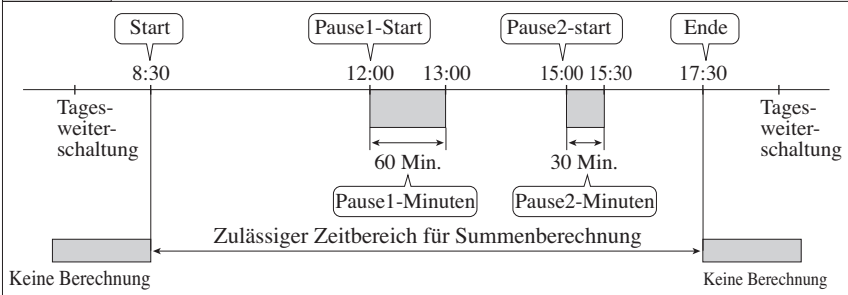 Start
Pause1-Start
Pause2-start
Ende
8:30
12:00
13:00
15:00
15:30
17:30
Tages-
weiter-
schaltung
60 Min.
30 Min.
Tages-
weiter-
schaltung
Pause1-Minuten
Pause2-Minuten
Zulässiger Zeitbereich für Summenberechnung
Keine Berechnung
Keine Berechnung